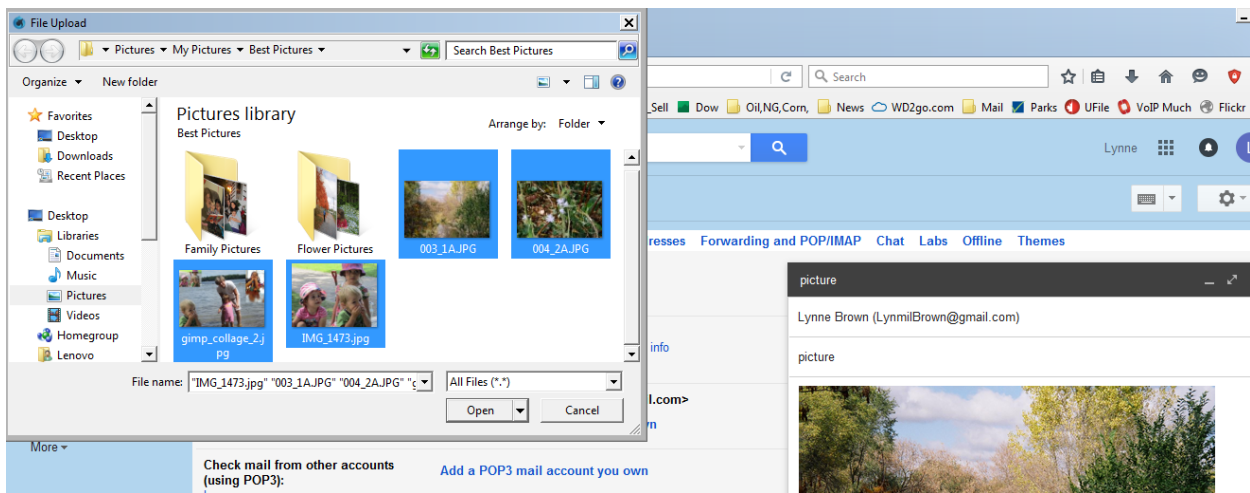 File Upload
Pictures My Pictures Best Pictures
Search Best Pictures
Organize New folder
Favorites
Desktop
Downloads
Recent Places
Desktop
Libraries
Documents
Music
Pictures
Videos
Homegroup
Lenovo
Pictures library
Best Pictures
Arrange by: Folder
Family Pictures
Flower Pictures
003_1A.JPG
004_2A.JPG
gimp_collage_2.j
pg
IMG_1473.jpg
File name: "IMG_1473.jpg" "003_1A.JPG" "004_2A.JPG" "g
All Files (*.*)
Open
Cancel
Search
_Sell Dow Oil,NG,Corn, News WD2go.com Mail Parks UFile VoIP Much Flickr
Lynne
L
resses Forwarding and POP/IMAP Chat Labs Offline Themes
info
l.com>
More
Check mail from other accounts
(using POP3):
Add a POP3 mail account you own
picture
Lynne Brown (LynmilBrown@gmail.com)
picture